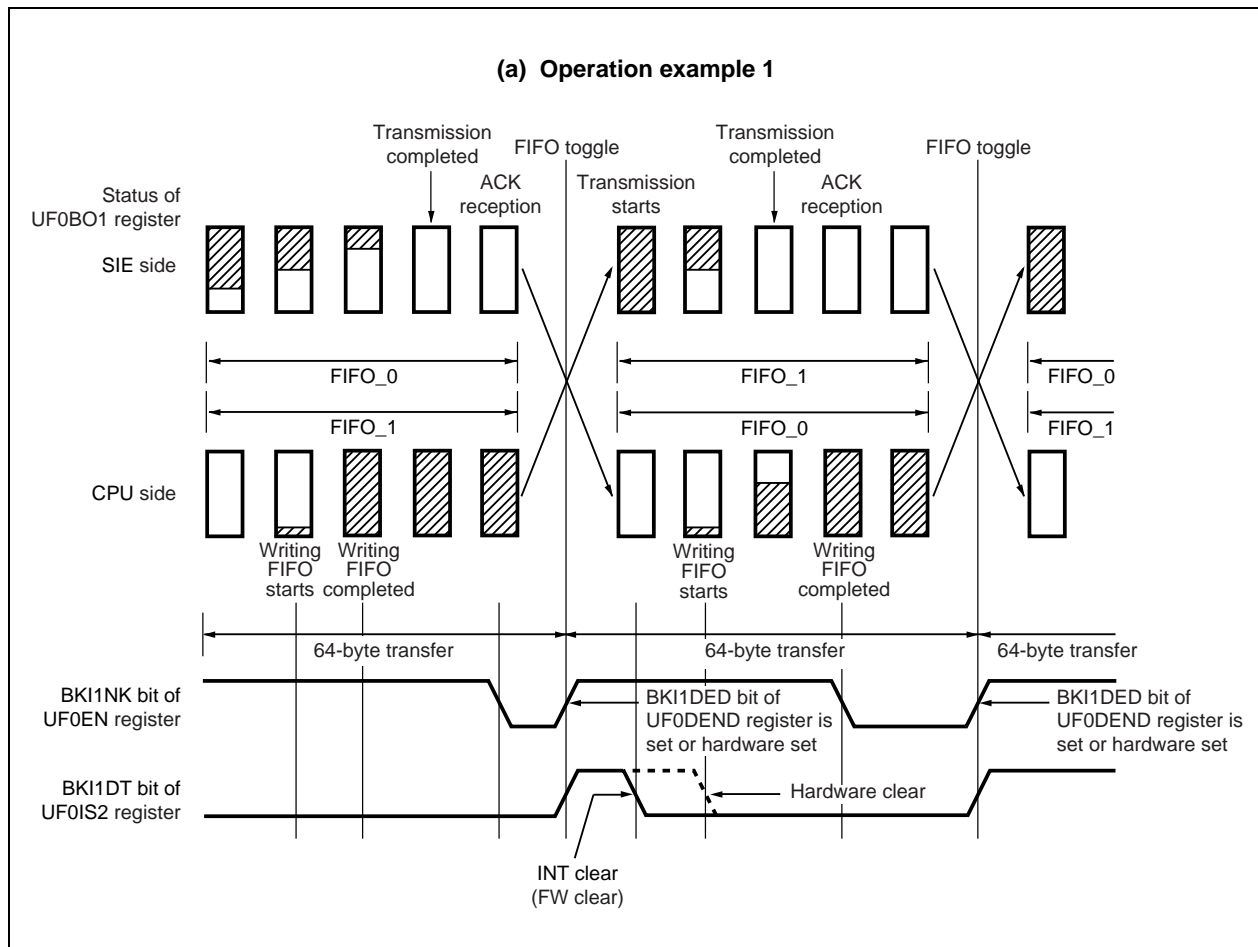 (a) Operation example 1
Transmission
completed
FIFO toggle
Transmission
completed
FIFO toggle
Status of
UF0BO1 register
ACK
reception
Transmission
starts
ACK
reception
SIE side
FIFO_0
FIFO_1
FIFO_0
FIFO_1
FIFO_0
FIFO_1
CPU side
Writing
FIFO
starts
Writing
FIFO
completed
Writing
FIFO
starts
Writing
FIFO
completed
64-byte transfer
64-byte transfer
64-byte transfer
BKI1NK bit of
UF0EN register
BKI1DED bit of
UF0DEND register is
set or hardware set
BKI1DED bit of
UF0DEND register is
set or hardware set
BKI1DT bit of
UF0IS2 register
Hardware clear
INT clear
(FW clear)